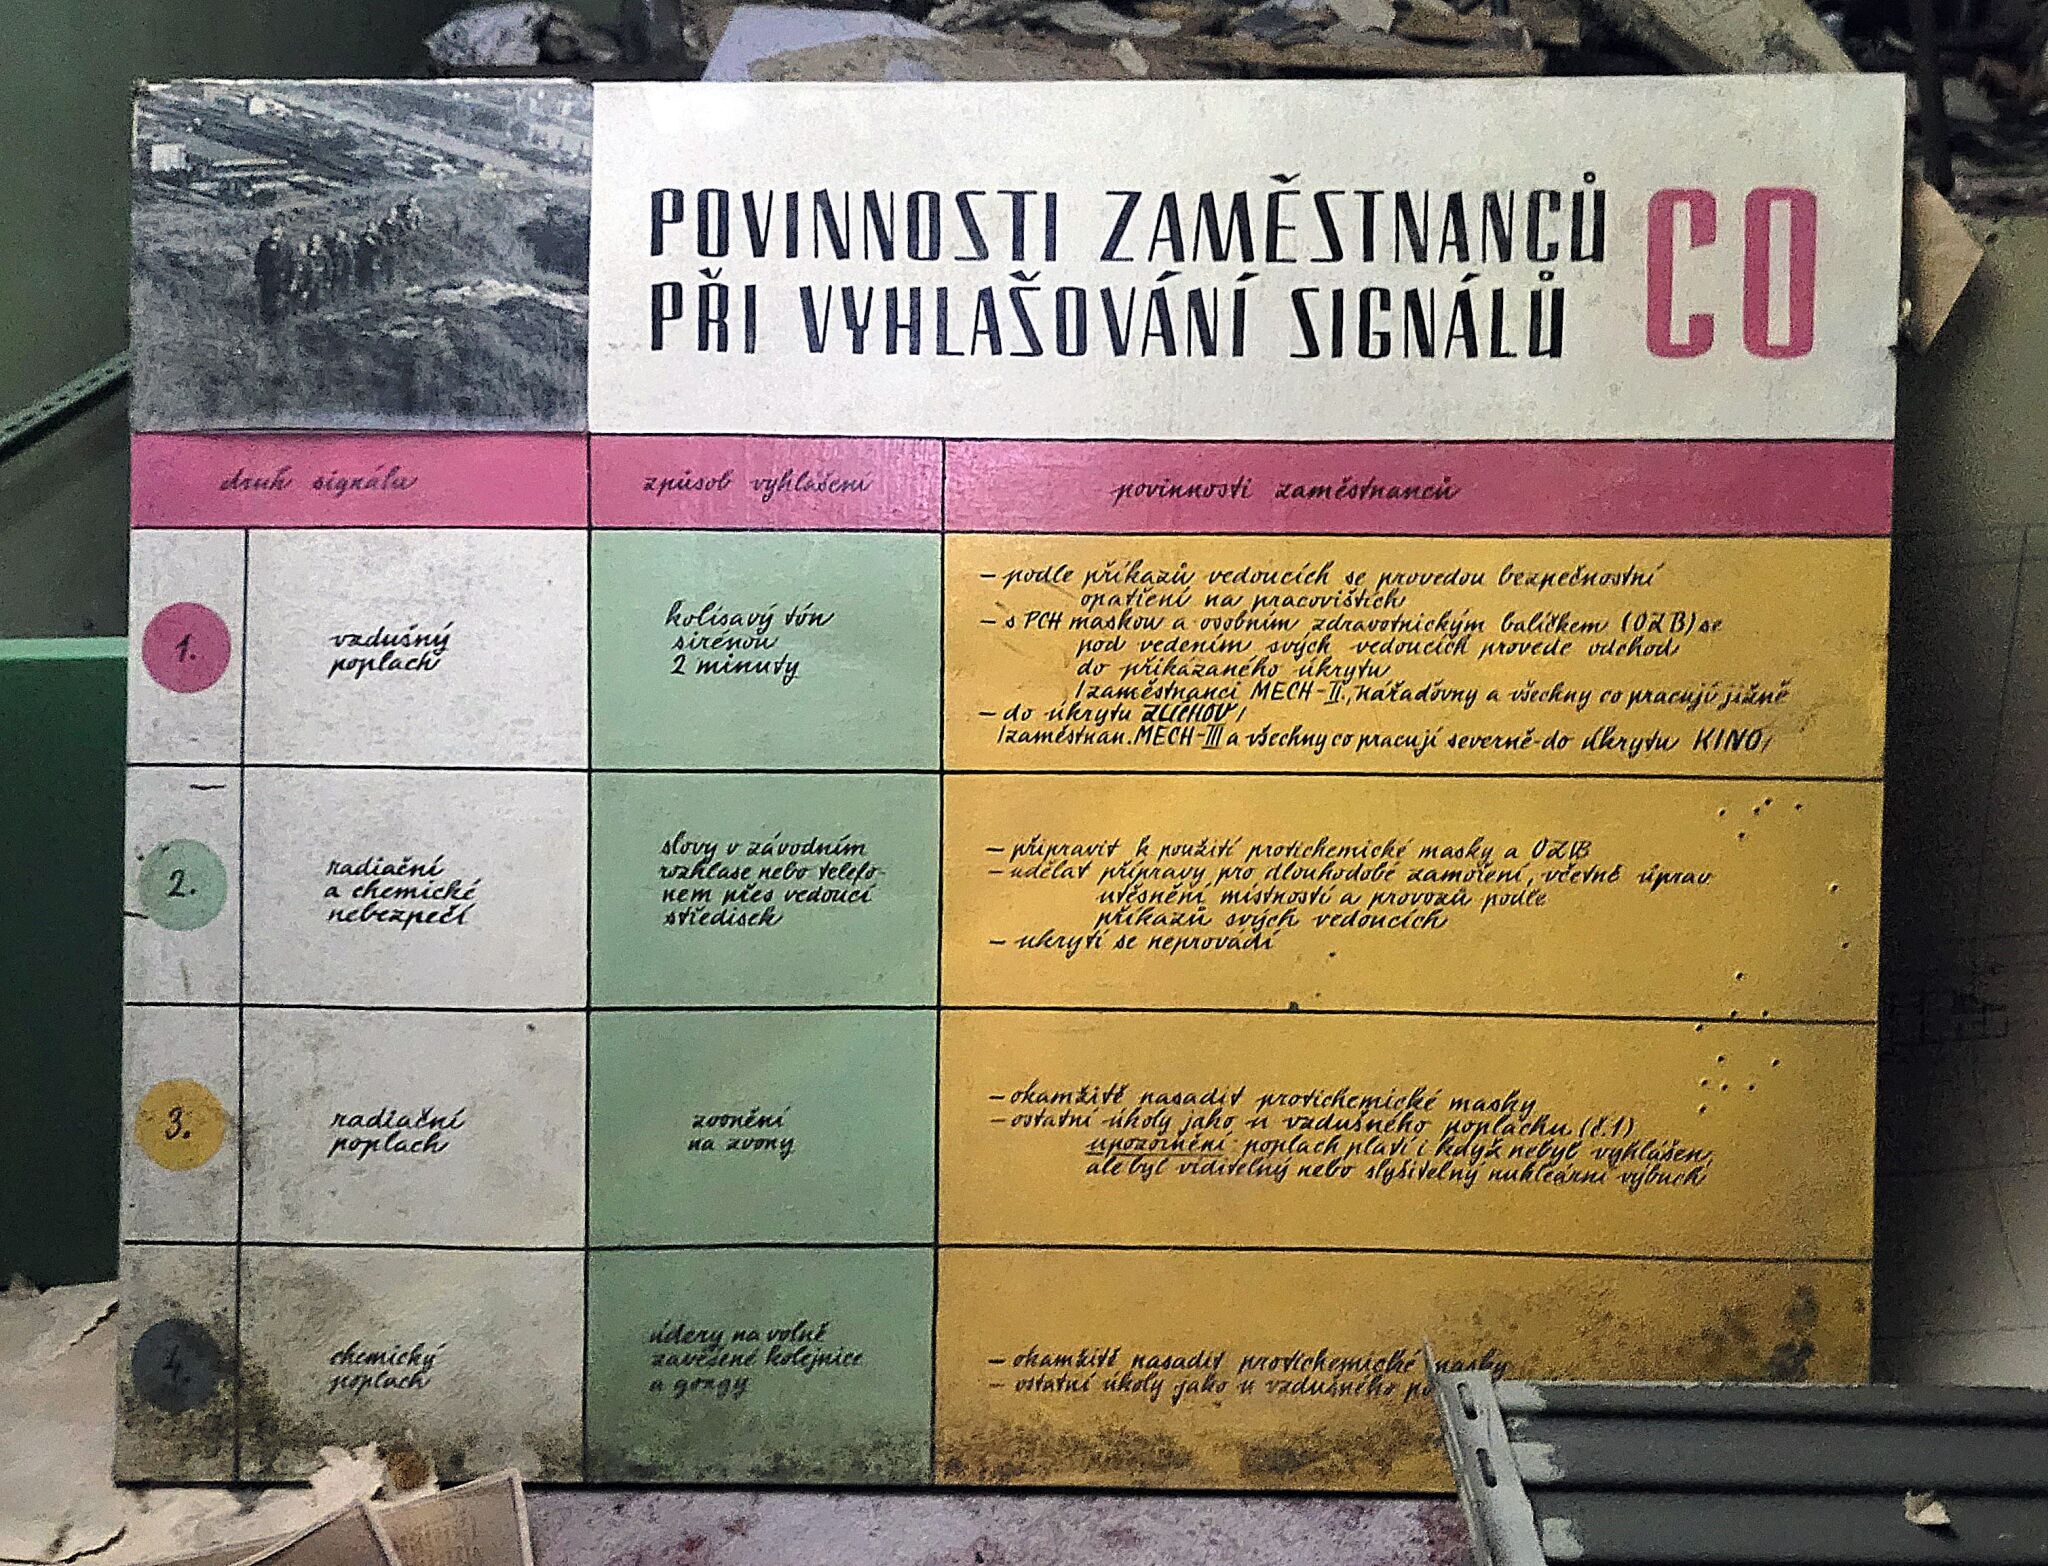 POVINNOSTI ZAMĚSTNANCŮ CO
PŘI VYHLAŠOVÁNÍ SIGNÁLŮ
druh signálu
způsob vyhlášení
povinnosti zaměstnanců
1.
vzdušný
poplach
kolísavý tón
sirénou
2 minuty
– podle příkazů vedoucích se provedou bezpečnostní
opatření na pracovištích
– s PCH maskou a osobním zdravotnickým balíčkem (OZB) se
pod vedením svých vedoucích provede odchod
do přikázaného úkrytu
/zaměstnanci MECH-II., nářaďovny a všechny co pracují jižně
– do úkrytu ZUCHOV/
/zaměstnan. MECH-III a všechny co pracují severně-do úkrytu KINO/
2.
radiační
a chemické
nebezpečí
slovy v závodním
rozhlase nebo telefo-
nem přes vedoucí
středisek
– připravit k použití protichemické masky a OZB
– udělat přípravy pro dlouhodobé zamoření, včetně úprav
utěsnění místností a provozů podle
příkazů svých vedoucích
– ukrytí se neprovádí
3.
radiační
poplach
zvonění
na zvony
– okamžitě nasadit protichemické masky
– ostatní úkoly jako u vzdušného poplachu (č.1)
upozornění poplach platí i když nebyl vyhlášen,
ale byl viditelný nebo slyšitelný nukleární výbuch
4.
chemický
poplach
údery na volně
zavěšené kolejnice
a gongy
– okamžitě nasadit protichemické masky
– ostatní úkoly jako u vzdušného